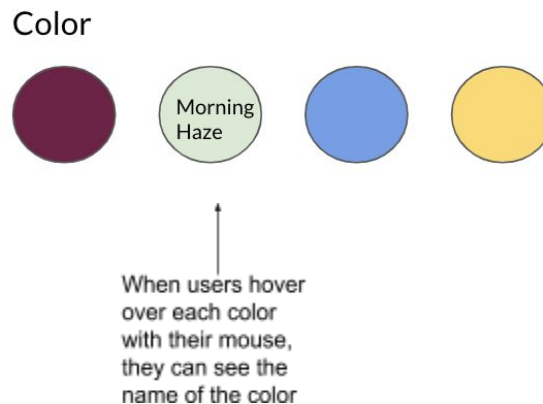 Color
Morning
Haze
When users hover
over each color
with their mouse,
they can see the
name of the color